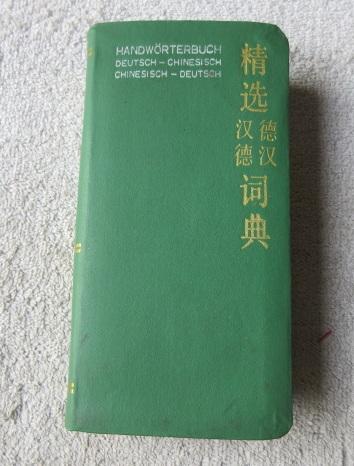 HANDWÖRTERBUCH
DEUTSCH – CHINESISCH
CHINESISCH – DEUTSCH
精选
德汉
汉德
词典